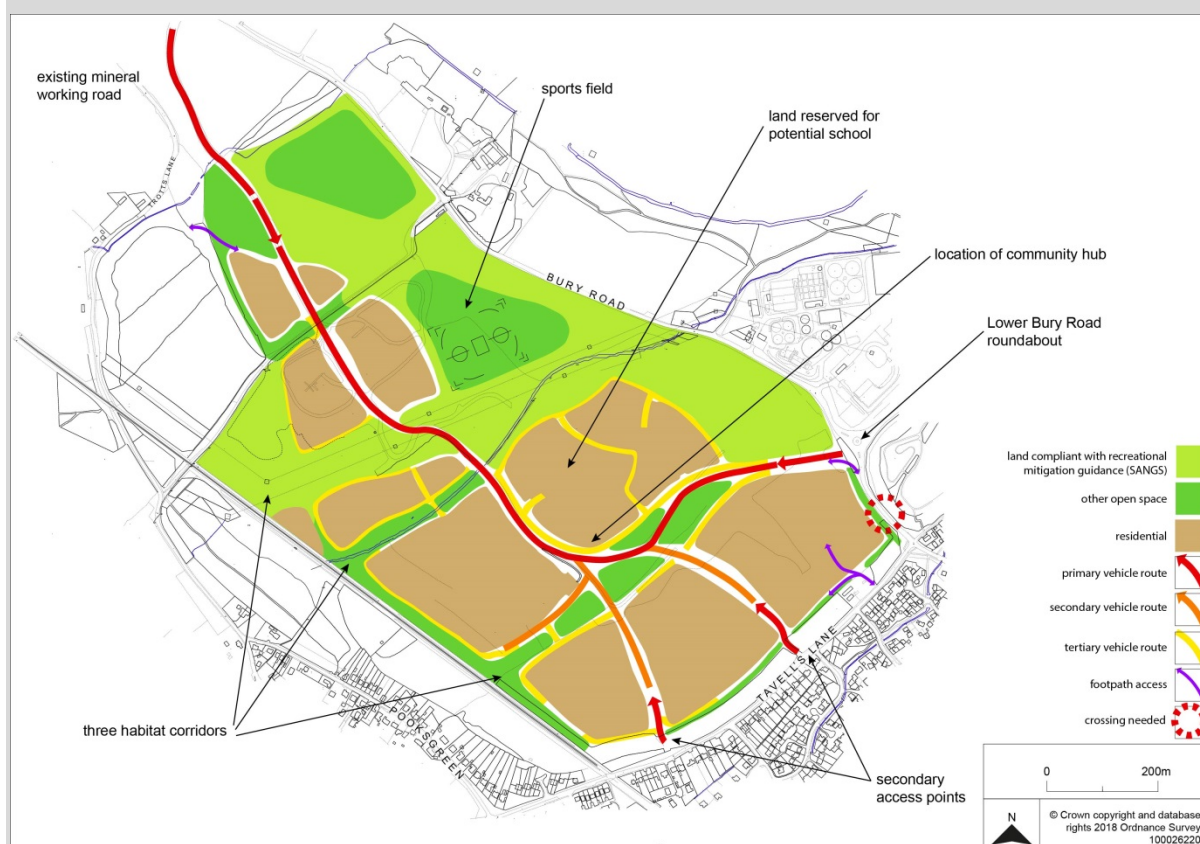 existing mineral
working road
sports field
land reserved for
potential school
TROTTS LANE
BURY ROAD
location of community hub
Lower Bury Road
roundabout
land compliant with recreational
mitigation guidance (SANGS)
other open space
residential
primary vehicle route
secondary vehicle route
tertiary vehicle route
footpath access
crossing needed
TAVELL'S LANE
POOKSGREEN
three habitat corridors
secondary
access points
0 200m
N
© Crown copyright and database
rights 2018 Ordnance Survey
100026220